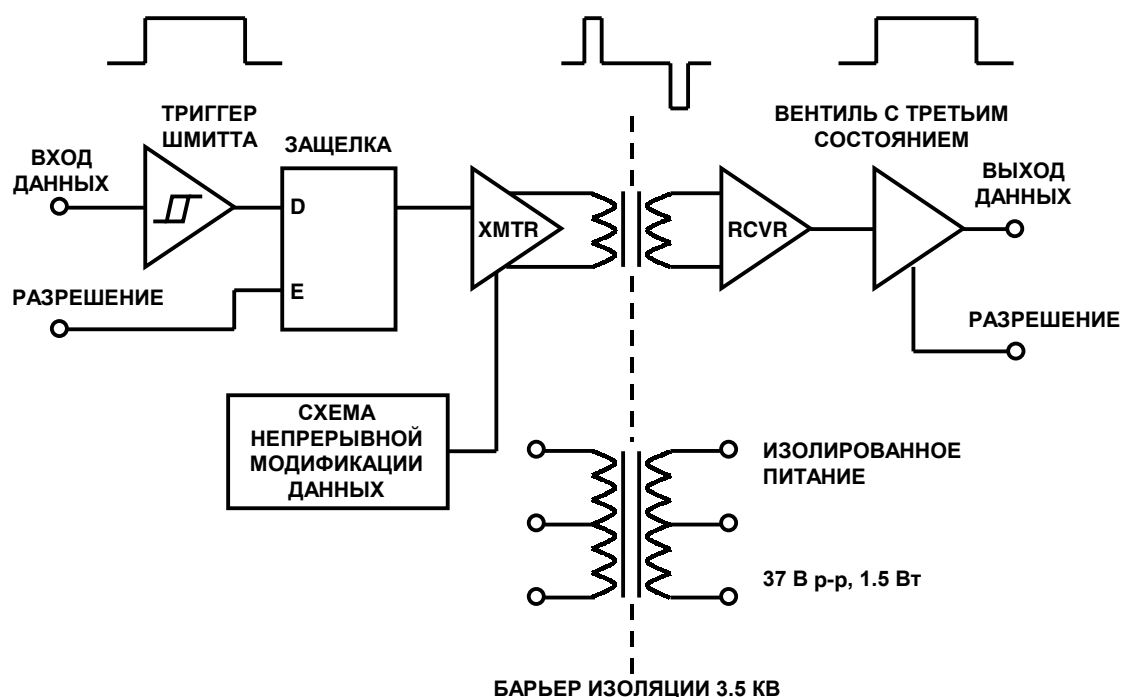 ТРИГГЕР
ШМИТТА
ВЕНТИЛЬ С ТРЕТЬИМ
СОСТОЯНИЕМ
ЗАЩЕЛКА
ВХОД
ДАННЫХ
ВЫХОД
ДАННЫХ
D
XMTR
RCVR
E
РАЗРЕШЕНИЕ
РАЗРЕШЕНИЕ
СХЕМА
НЕПРЕРЫВНОЙ
МОДИФИКАЦИИ
ДАННЫХ
ИЗОЛИРОВАННОЕ
ПИТАНИЕ
37 В р-р, 1.5 Вт
БАРЬЕР ИЗОЛЯЦИИ 3.5 КВ